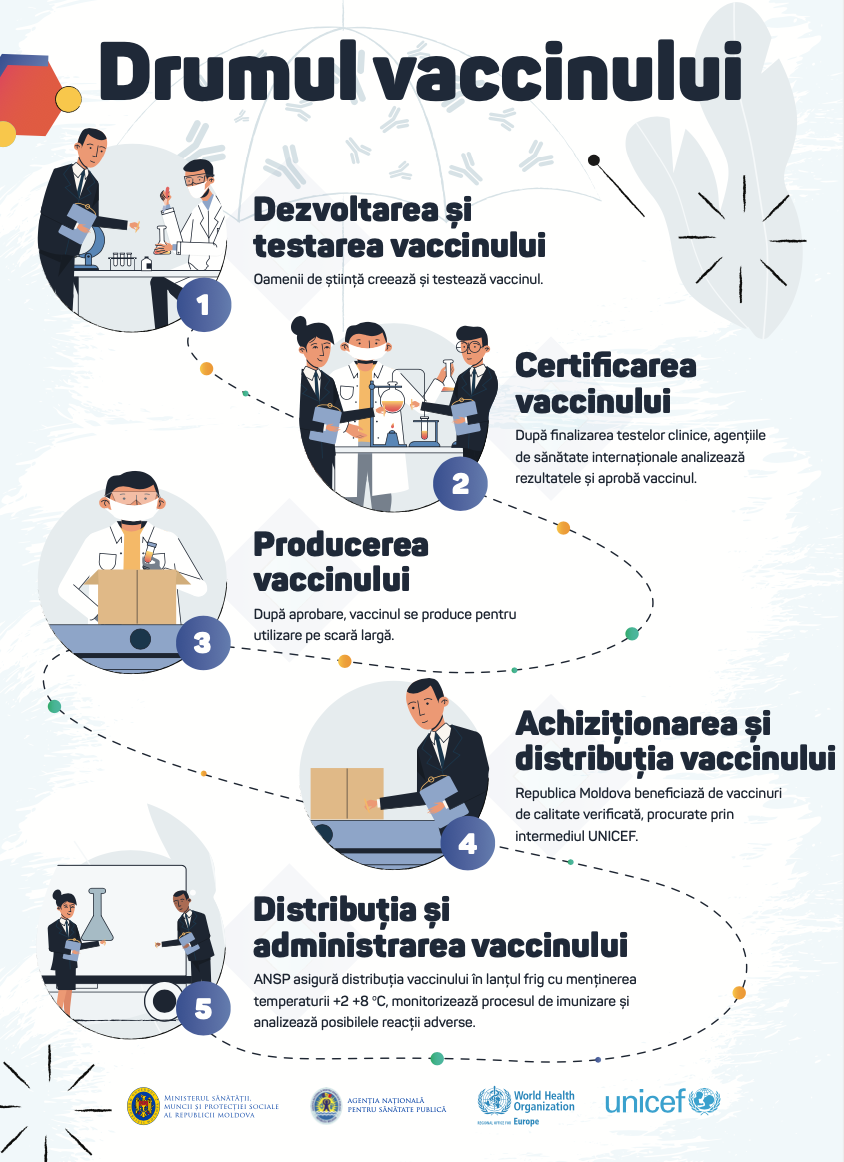 Drumul vaccinului
Dezvoltarea și
testarea vaccinului
Oamenii de știință creează și testează vaccinul.
1
Certificarea
vaccinului
După finalizarea testelor clinice, agențiile
de sănătate internaționale analizează
rezultatele și aprobă vaccinul.
2
Producerea
vaccinului
După aprobare, vaccinul se produce pentru
utilizare pe scară largă.
3
Achiziționarea și
distribuția vaccinului
Republica Moldova beneficiază de vaccinuri
de calitate verificată, procurate prin
intermediul UNICEF.
4
Distribuția și
administrarea vaccinului
ANSP asigură distribuția vaccinului în lanțul frig cu menținerea
temperaturii +2 +8 °C, monitorizează procesul de imunizare și
analizează posibilele reacții adverse.
5
MINISTERUL SĂNĂTĂȚII,
MUNCII ȘI PROTECȚIEI SOCIALE
AL REPUBLICII MOLDOVA
AGENȚIA NAȚIONALĂ
PENTRU SĂNĂTATE PUBLICĂ
World Health
Organization
REGIONAL OFFICE FOR Europe
unicef